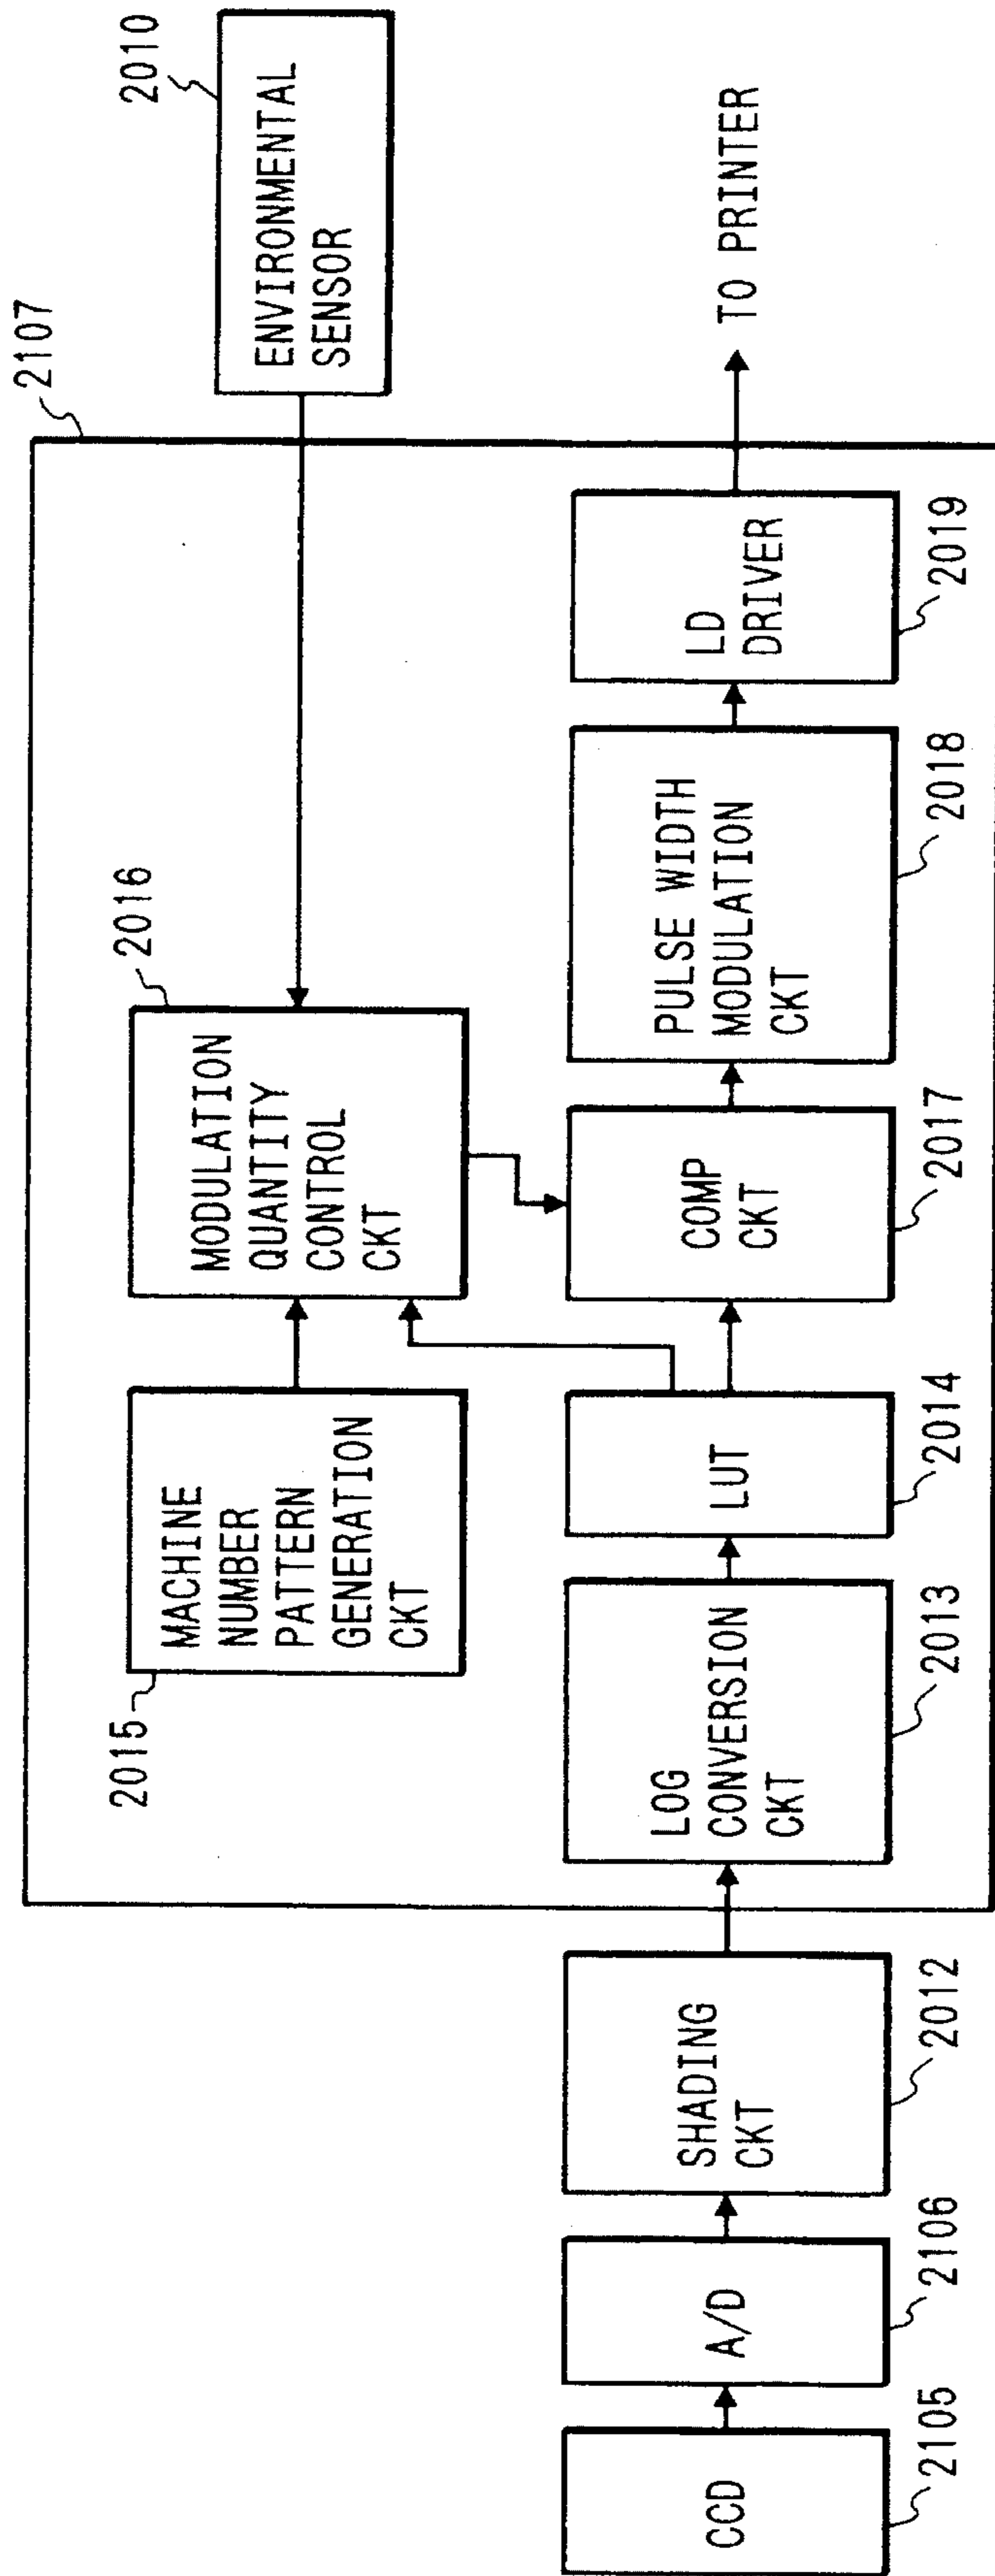 2107
2010
ENVIRONMENTAL
SENSOR
2016
MODULATION
QUANTITY
CONTROL
CKT
2015
MACHINE
NUMBER
PATTERN
GENERATION
CKT
CCD
2105
A/D
2106
SHADING
CKT
2012
LOG
CONVERSION
CKT
2013
LUT
2014
COMP
CKT
2017
PULSE WIDTH
MODULATION
CKT
2018
LD
DRIVER
2019
TO PRINTER